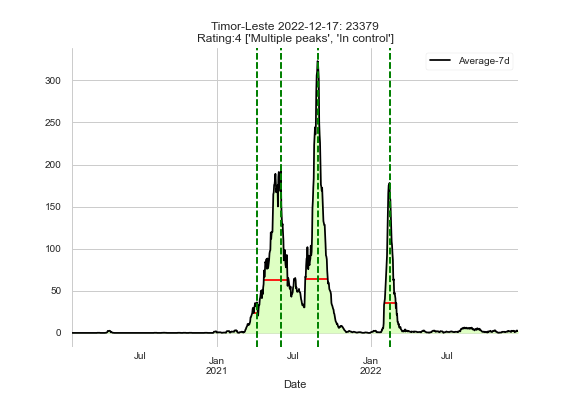 Timor-Leste 2022-12-17: 23379
Rating:4 ['Multiple peaks', 'In control']
Average-7d
300
250
200
150
100
50
0
Jul
Jan
2021
Jul
Jan
2022
Jul
Date